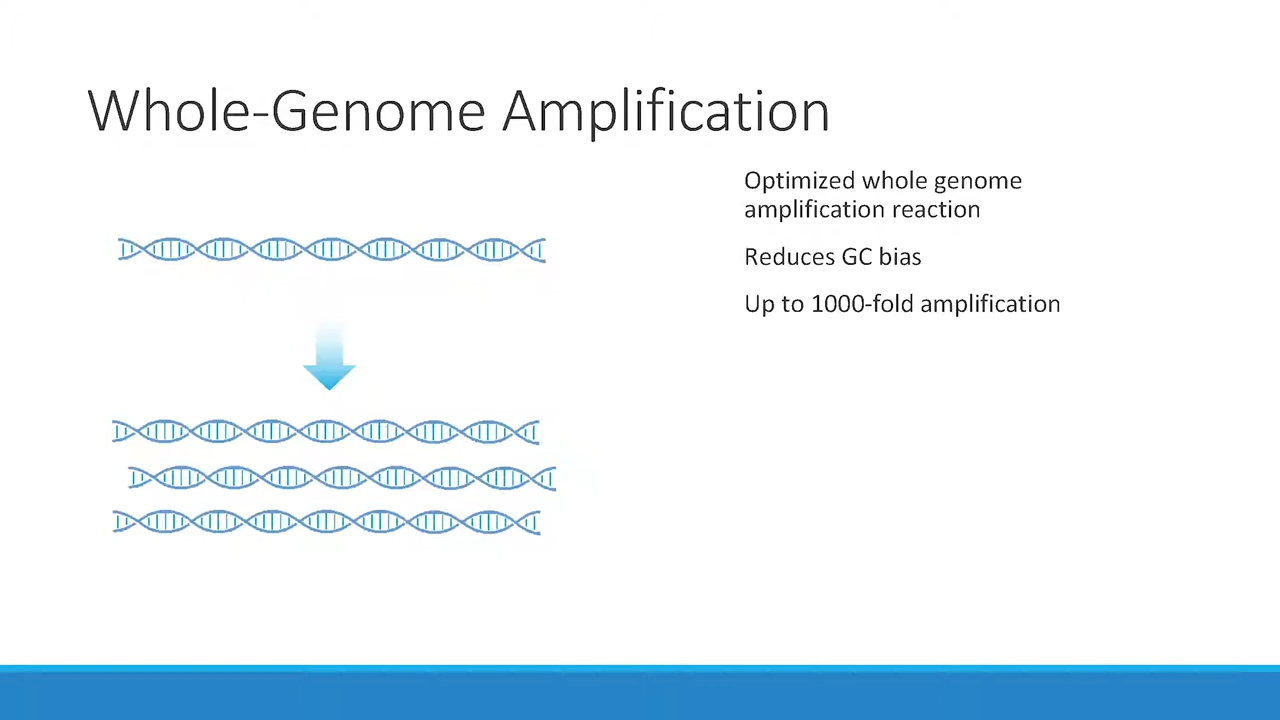 Whole-Genome Amplification
Optimized whole genome
amplification reaction
Reduces GC bias
Up to 1000-fold amplification